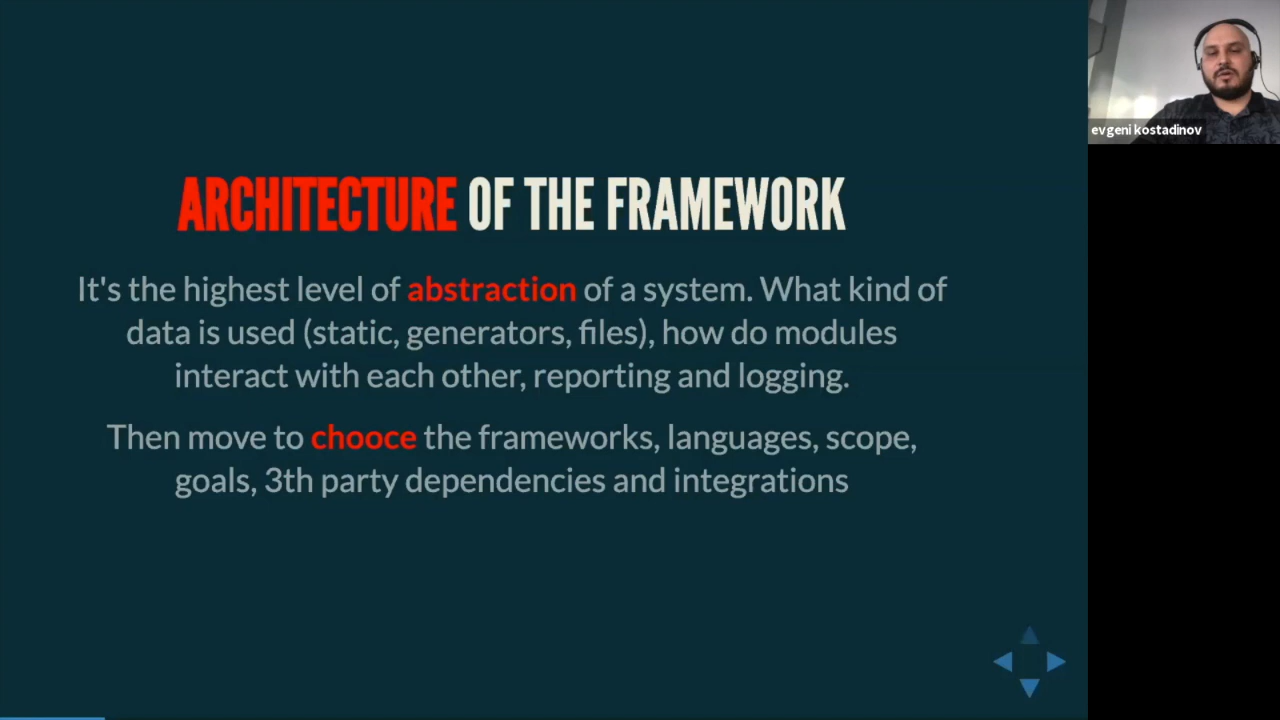 ARCHITECTURE OF THE FRAMEWORK
It's the highest level of abstraction of a system. What kind of
data is used (static, generators, files), how do modules
interact with each other, reporting and logging.
Then move to chooce the frameworks, languages, scope,
goals, 3th party dependencies and integrations
evgeni kostadinov